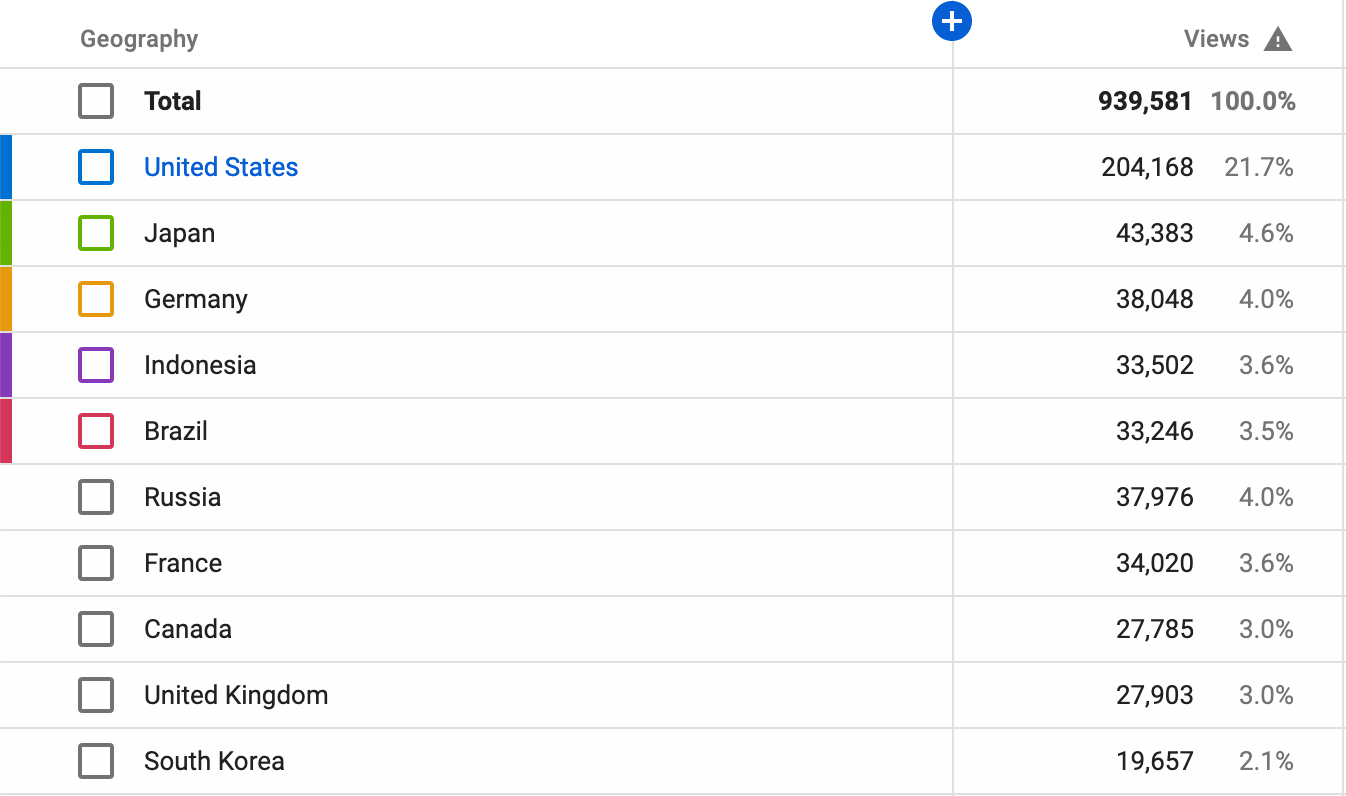 Geography Views
Total 939,581 100.0%
United States 204,168 21.7%
Japan 43,383 4.6%
Germany 38,048 4.0%
Indonesia 33,502 3.6%
Brazil 33,246 3.5%
Russia 37,976 4.0%
France 34,020 3.6%
Canada 27,785 3.0%
United Kingdom 27,903 3.0%
South Korea 19,657 2.1%